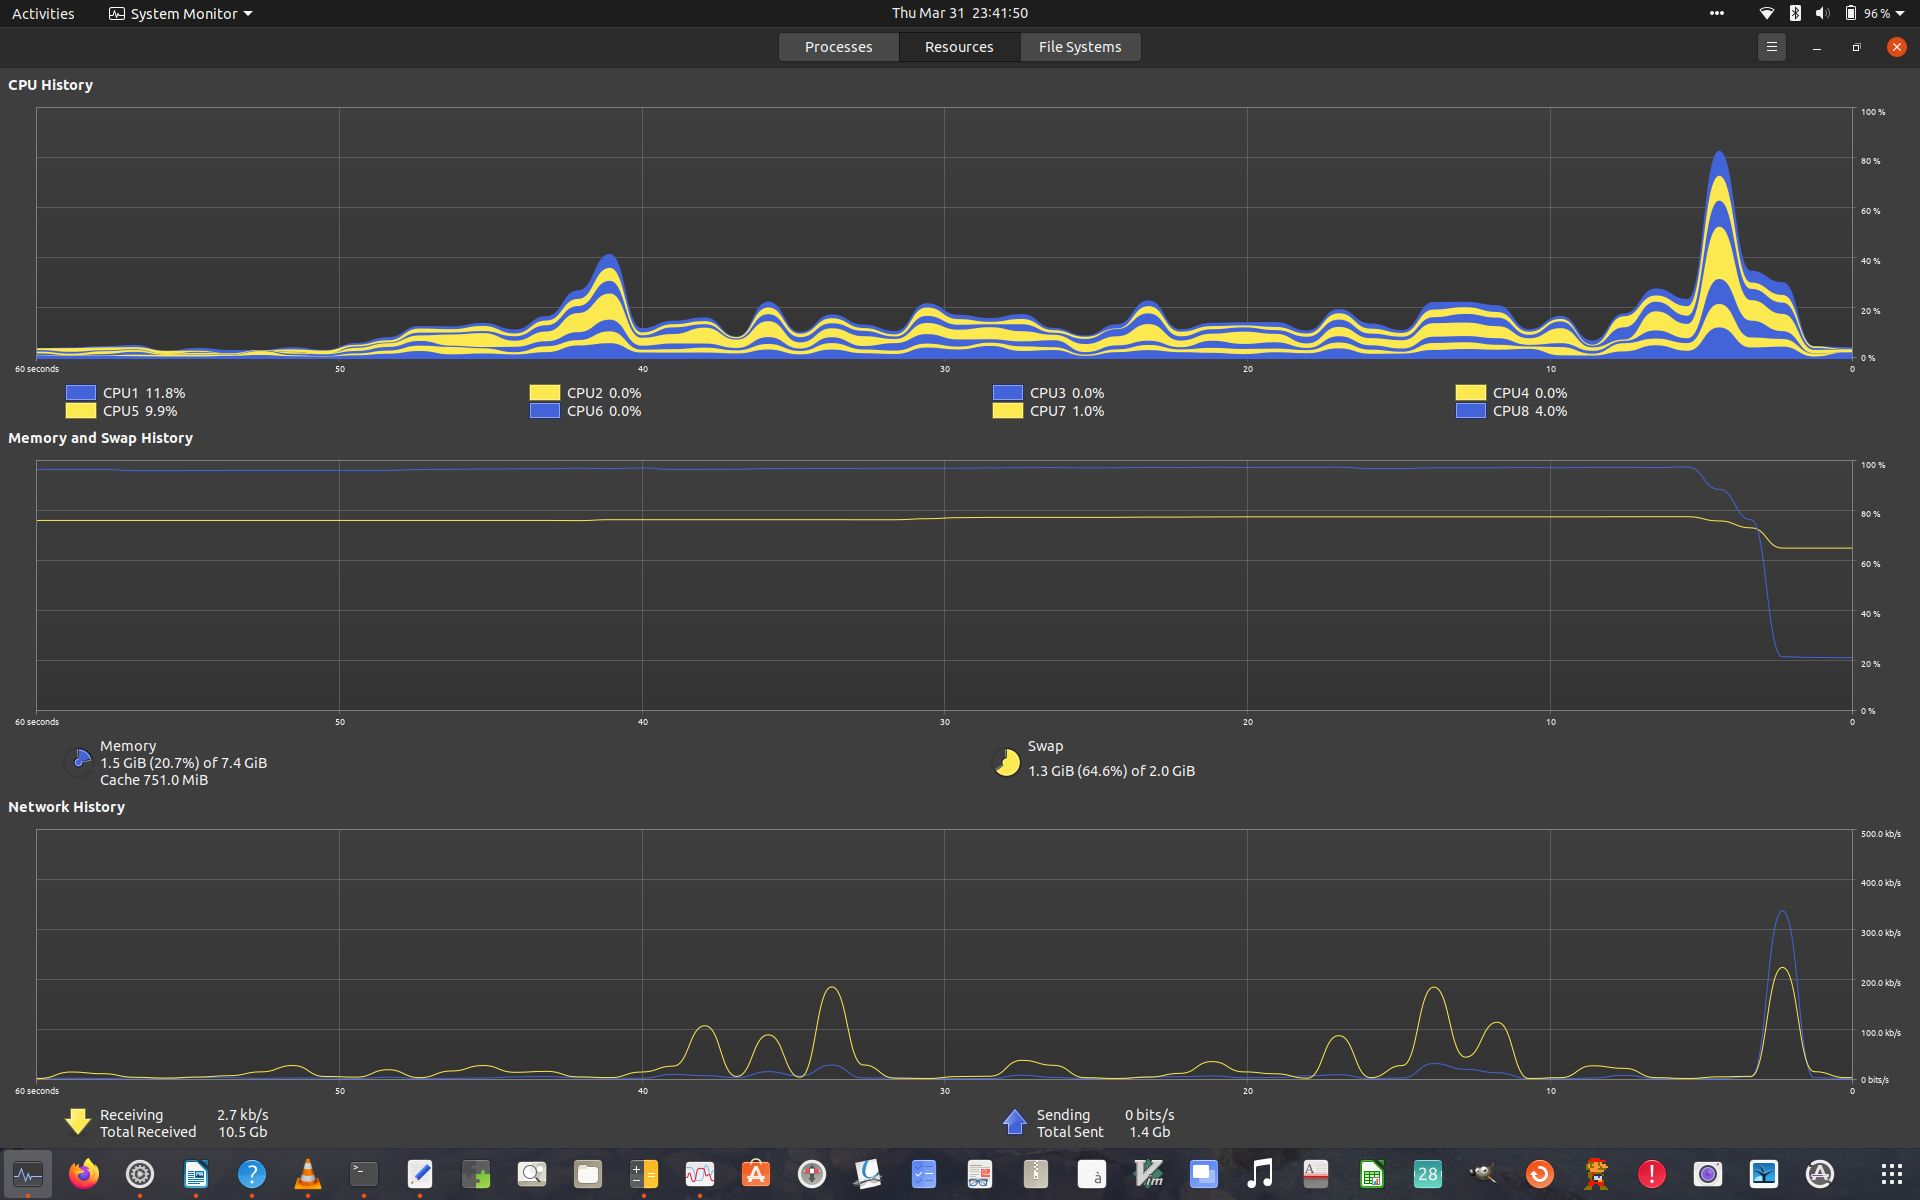 Activities System Monitor Thu Mar 31 23:41:50 96 %
Processes Resources File Systems
CPU History
100 %
80 %
60 %
40 %
20 %
0 %
60 seconds 50 40 30 20 10 0
CPU1 11.8% CPU2 0.0% CPU3 0.0% CPU4 0.0%
CPU5 9.9% CPU6 0.0% CPU7 1.0% CPU8 4.0%
Memory and Swap History
100 %
80 %
60 %
40 %
20 %
0 %
60 seconds 50 40 30 20 10 0
Memory Swap
1.5 GiB (20.7%) of 7.4 GiB 1.3 GiB (64.6%) of 2.0 GiB
Cache 751.0 MiB
Network History
500.0 kb/s
400.0 kb/s
300.0 kb/s
200.0 kb/s
100.0 kb/s
0 bits/s
60 seconds 50 40 30 20 10 0
Receiving 2.7 kb/s Sending 0 bits/s
Total Received 10.5 Gb Total Sent 1.4 Gb
? >_ A à Vim A 28 ! A